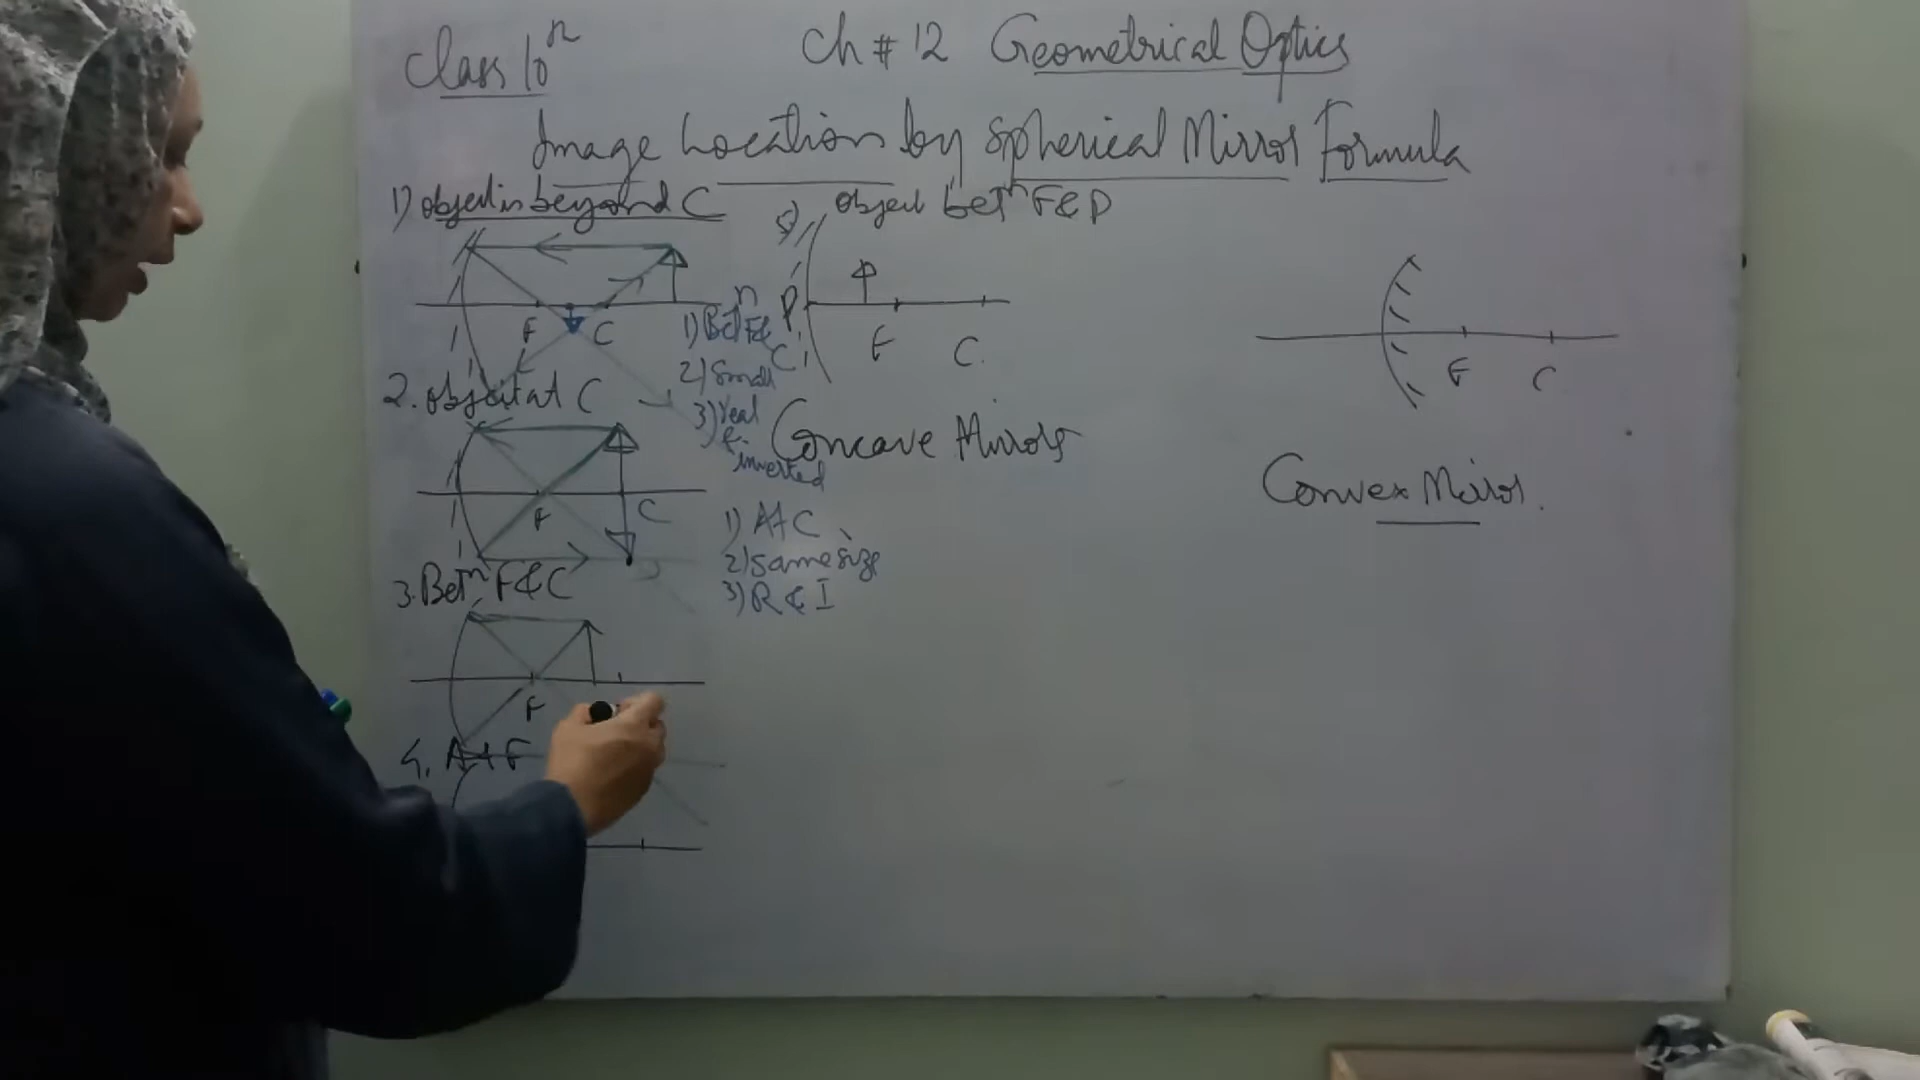 Class 10th
Ch # 12 Geometrical Optics
Image Location by Spherical Mirror Formula
1) object is beyond C
F C
1) Betn F& C
2) Small
3) real & inverted
2. object at C
F C
1) At C
2) Same size
3) R & I
3. Betn F & C
F
4. At F
5) Object betn F & P
P F C
Concave Mirrors
F C
Convex Mirror.